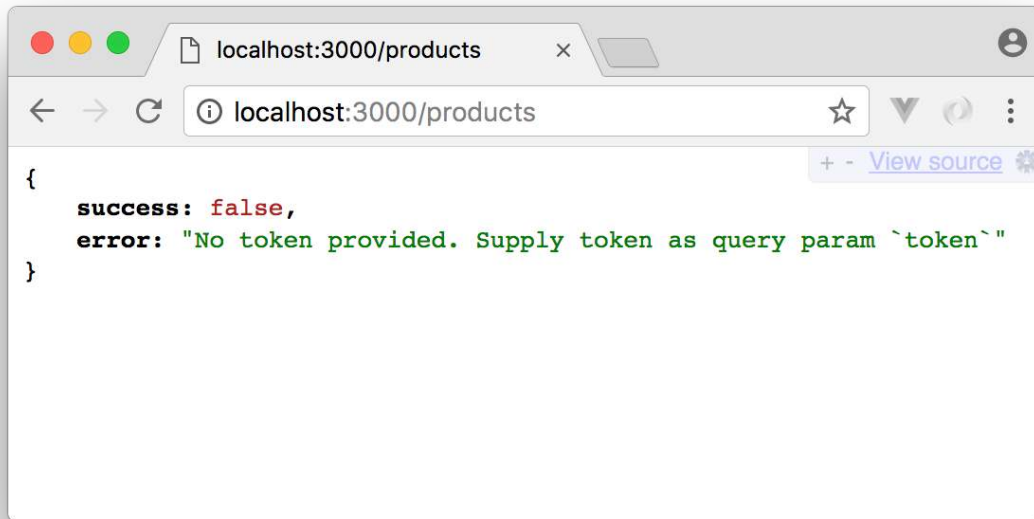 localhost:3000/products
localhost:3000/products
+ - View source
{
success: false,
error: "No token provided. Supply token as query param `token`"
}